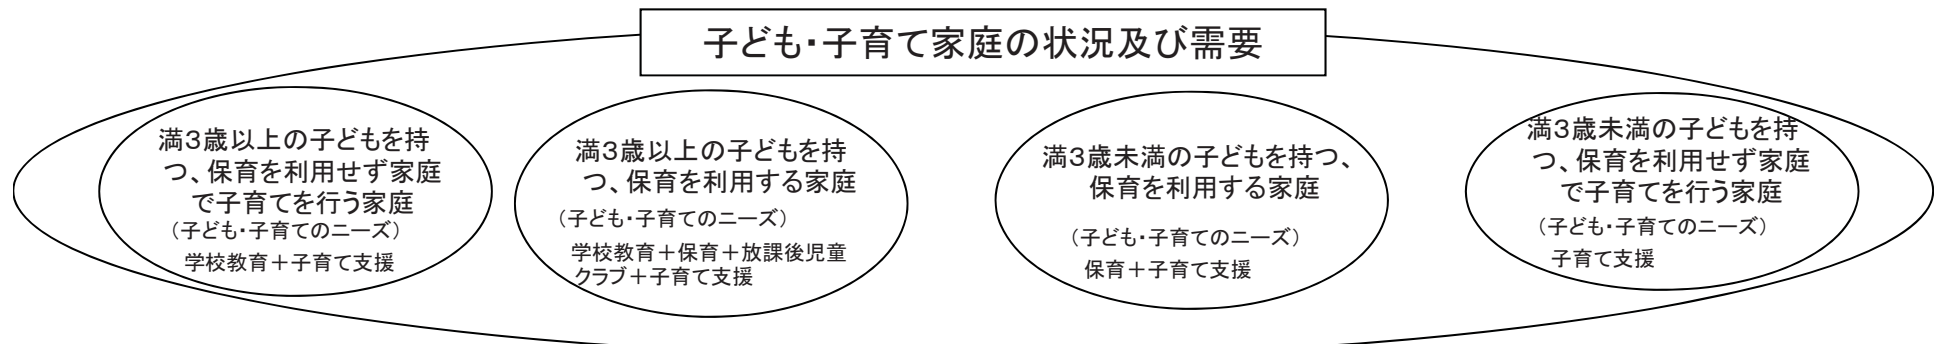 子ども・子育て家庭の状況及び需要
満3歳以上の子どもを持
つ、保育を利用せず家庭
で子育てを行う家庭
（子ども・子育てのニーズ）
学校教育＋子育て支援
満3歳以上の子どもを持
つ、保育を利用する家庭
（子ども・子育てのニーズ）
学校教育＋保育＋放課後児童
クラブ＋子育て支援
満3歳未満の子どもを持つ、
保育を利用する家庭
（子ども・子育てのニーズ）
保育＋子育て支援
満3歳未満の子どもを持
つ、保育を利用せず家庭
で子育てを行う家庭
（子ども・子育てのニーズ）
子育て支援